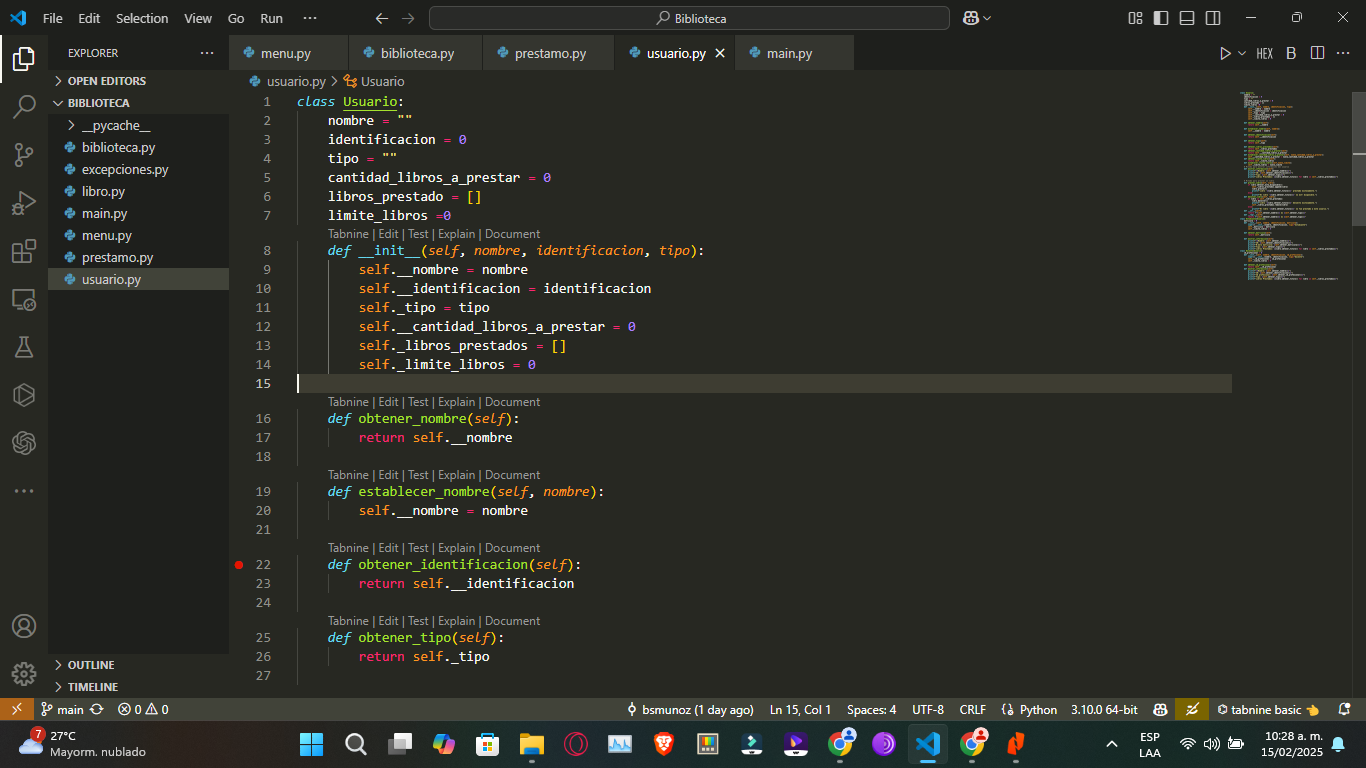 File Edit Selection View Go Run ··· Biblioteca
EXPLORER ···
OPEN EDITORS
BIBLIOTECA
__pycache__
biblioteca.py
excepciones.py
libro.py
main.py
menu.py
prestamo.py
usuario.py
OUTLINE
TIMELINE
menu.py biblioteca.py prestamo.py usuario.py main.py HEX B
usuario.py > Usuario
1 class Usuario:
2 nombre = ""
3 identificacion = 0
4 tipo = ""
5 cantidad_libros_a_prestar = 0
6 libros_prestado = []
7 limite_libros =0
Tabnine | Edit | Test | Explain | Document
8 def __init__(self, nombre, identificacion, tipo):
9 self.__nombre = nombre
10 self.__identificacion = identificacion
11 self._tipo = tipo
12 self.__cantidad_libros_a_prestar = 0
13 self._libros_prestados = []
14 self._limite_libros = 0
15
Tabnine | Edit | Test | Explain | Document
16 def obtener_nombre(self):
17 return self.__nombre
18
Tabnine | Edit | Test | Explain | Document
19 def establecer_nombre(self, nombre):
20 self.__nombre = nombre
21
Tabnine | Edit | Test | Explain | Document
22 def obtener_identificacion(self):
23 return self.__identificacion
24
Tabnine | Edit | Test | Explain | Document
25 def obtener_tipo(self):
26 return self._tipo
27
main 0 0 bsmunoz (1 day ago) Ln 15, Col 1 Spaces: 4 UTF-8 CRLF Python 3.10.0 64-bit tabnine basic
7 27°C
Mayorm. nublado
ESP
LAA
10:28 a. m.
15/02/2025